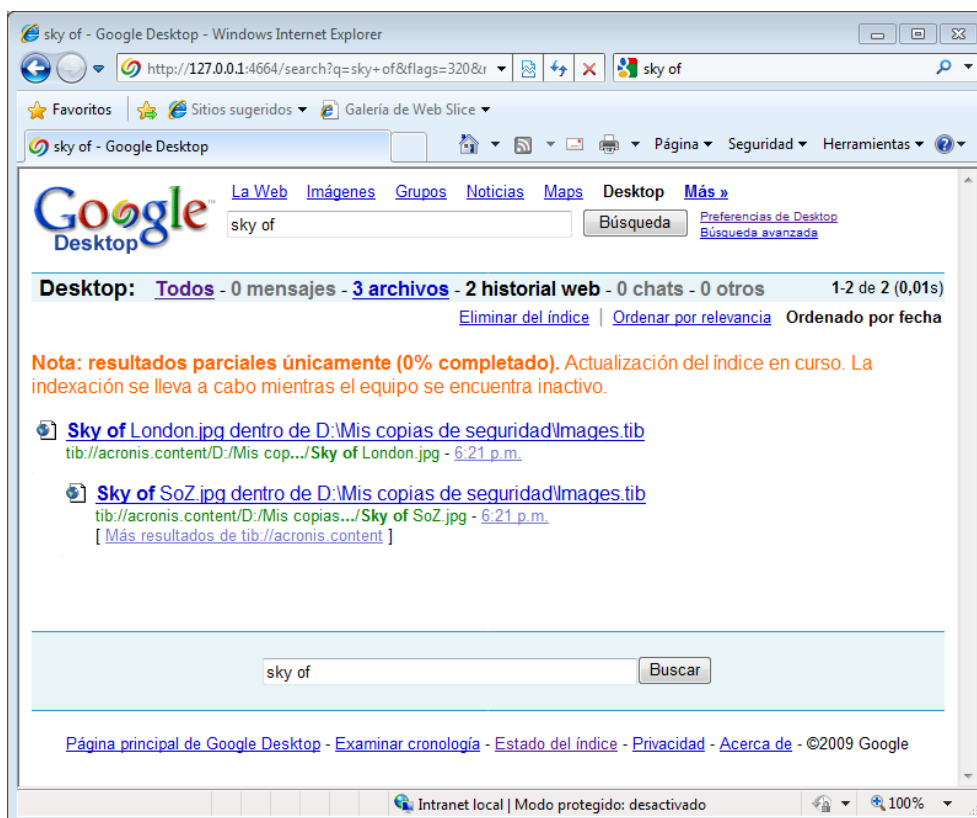 sky of - Google Desktop - Windows Internet Explorer
http://127.0.0.1:4664/search?q=sky+of&flags=320&r
sky of
Favoritos
Sitios sugeridos
Galería de Web Slice
sky of - Google Desktop
Página
Seguridad
Herramientas
Google™
Desktop
La Web Imágenes Grupos Noticias Maps Desktop Más »
sky of
Búsqueda
Preferencias de Desktop
Búsqueda avanzada
Desktop: Todos - 0 mensajes - 3 archivos - 2 historial web - 0 chats - 0 otros 1-2 de 2 (0,01s)
Eliminar del índice | Ordenar por relevancia Ordenado por fecha
Nota: resultados parciales únicamente (0% completado). Actualización del índice en curso. La
indexación se lleva a cabo mientras el equipo se encuentra inactivo.
Sky of London.jpg dentro de D:\Mis copias de seguridad\Images.tib
tib://acronis.content/D:/Mis cop.../Sky of London.jpg - 6:21 p.m.
Sky of SoZ.jpg dentro de D:\Mis copias de seguridad\Images.tib
tib://acronis.content/D:/Mis copias.../Sky of SoZ.jpg - 6:21 p.m.
[ Más resultados de tib://acronis.content ]
sky of
Buscar
Página principal de Google Desktop - Examinar cronología - Estado del índice - Privacidad - Acerca de - ©2009 Google
Intranet local | Modo protegido: desactivado
100%